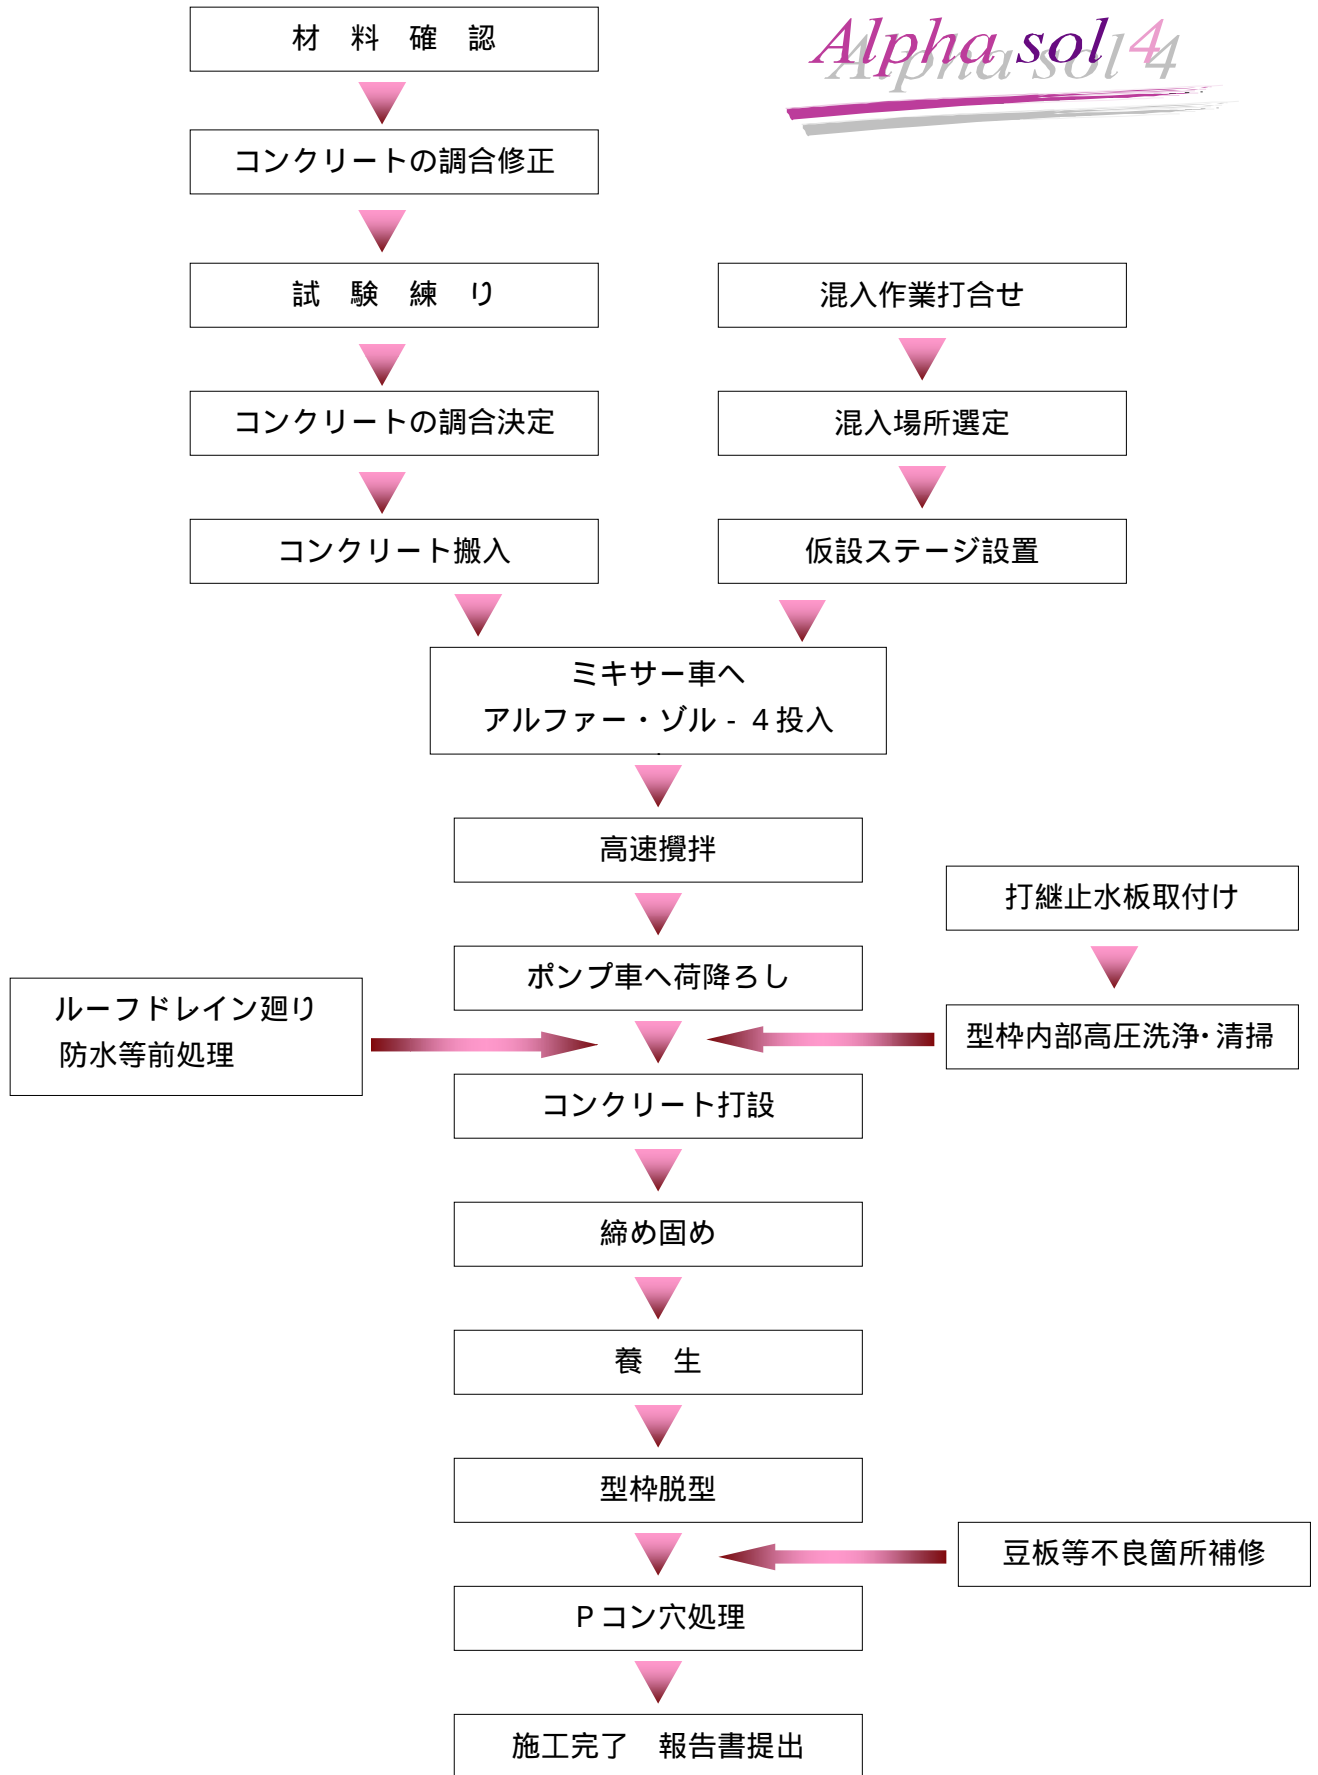 材　料　確　認
Alpha sol 4
コンクリートの調合修正
試　験　練　り
混入作業打合せ
コンクリートの調合決定
混入場所選定
コンクリート搬入
仮設ステージ設置
ミキサー車へ
アルファー・ゾル - ４投入
高速攪拌
打継止水板取付け
ポンプ車へ荷降ろし
ルーフドレイン廻り
防水等前処理
型枠内部高圧洗浄・清掃
コンクリート打設
締め固め
養　生
型枠脱型
豆板等不良箇所補修
Ｐコン穴処理
施工完了　報告書提出